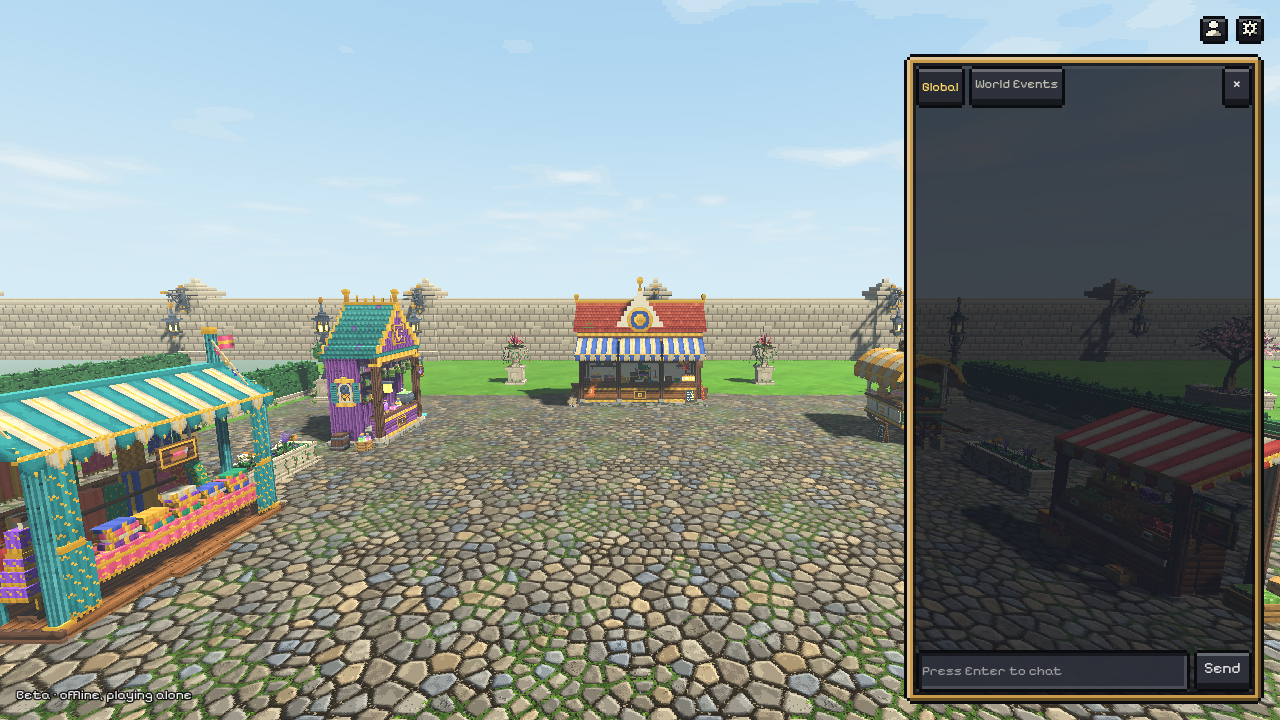 Global
World Events
×
Press Enter to chat
Send
Beta · offline, playing alone